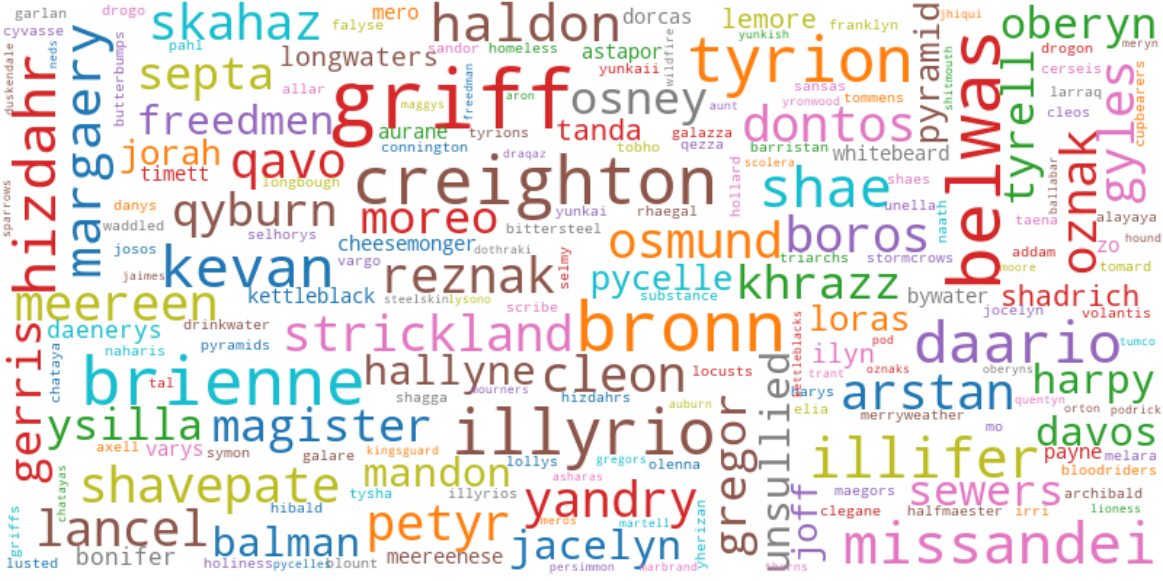 garlan
drogo
skahaz
falyse
mero
haldon
dorcas
lemore
franklyn
jhiqui
oberyn
cyvasse
pahl
longwaters
sandor
homeless
astapor
yunkish
drogon
meryn
neds
butterbumps
septa
allar
griff
maggys
aron
freedman
yunkaii
wildfire
tyrion
sansas
yronwood
tommens
pyramid
shitmouth
cerseis
larraq
cleos
cupbearers
duskendale
hizdahr
margaery
freedmen
aurane
connington
tyrions
osney
aunt
tanda
tobho
galazza
qezza
dontos
barristan
whitebeard
belwas
tyrell
gyles
jorah
timett
qavo
longbough
draqaz
creighton
hollard
scolera
shae
shaes
unella
naath
ballabar
oznak
alayaya
sparrows
danys
waddled
qyburn
selhorys
moreo
yunkai
rhaegal
bittersteel
taena
hound
josos
cheesemonger
dothraki
osmund
boros
triarchs
stormcrows
addam
zo
tomard
jaimes
kevan
vargo
reznak
selmy
pycelle
khrazz
moore
meereen
kettleblack
steelskin
lysono
substance
bywater
shadrich
scribe
jocelyn
volantis
gerris
daenerys
drinkwater
strickland
bronn
kettleblacks
loras
daario
tumco
naharis
pyramids
ilyn
pod
chataya
brienne
tal
hallyne
cleon
locusts
unsullied
trant
oznaks
oberyns
harpy
shagga
mourners
hizdahrs
auburn
harys
arstan
quentyn
ysilla
magister
illyrio
gregor
elia
merryweather
orton
podrick
mo
davos
axell
varys
symon
galare
kingsguard
lollys
gregors
olenna
illifer
payne
melara
bloodriders
chatayas
shavepate
tysha
mandon
illyrios
asharas
maegors
sewers
archibald
hibald
yandry
joff
clegane
halfmaester
irri
lioness
griffs
lancel
balman
petyr
meros
martell
yherizan
missandei
lusted
bonifer
holiness
pycelles
blount
meereenese
jacelyn
persimmon
marbrand
thorns